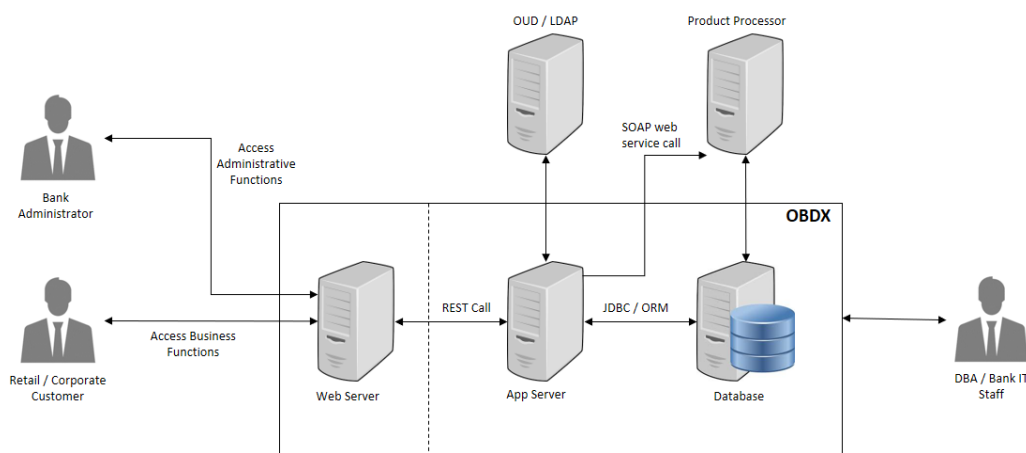 OUD / LDAP
Product Processor
SOAP web
service call
Access
Administrative
Functions
Bank
Administrator
OBDX
REST Call
JDBC / ORM
Access Business
Functions
Retail / Corporate
Customer
Web Server
App Server
Database
DBA / Bank IT
Staff